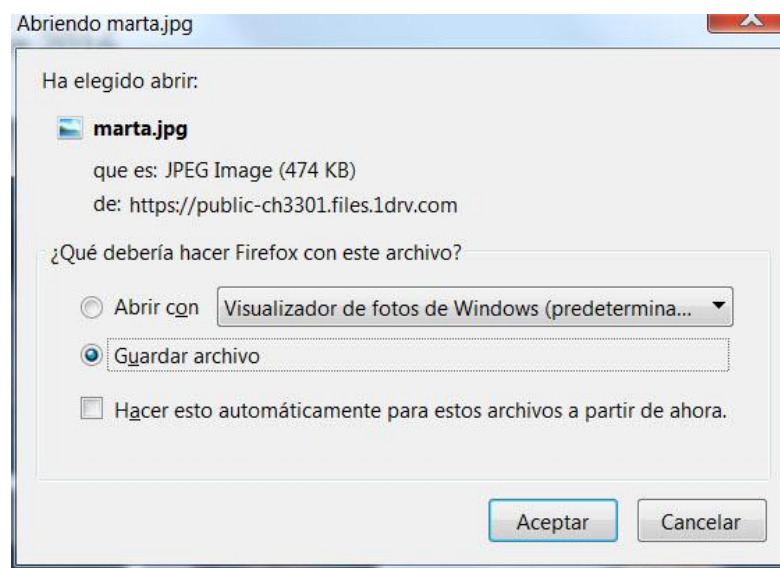 Abriendo marta.jpg
Ha elegido abrir:
marta.jpg
que es: JPEG Image (474 KB)
de: https://public-ch3301.files.1drv.com
¿Qué debería hacer Firefox con este archivo?
Abrir con Visualizador de fotos de Windows (predetermina...
Guardar archivo
Hacer esto automáticamente para estos archivos a partir de ahora.
Aceptar Cancelar